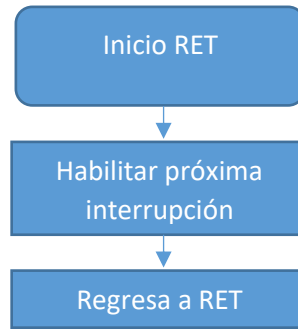 Inicio RET
Habilitar próxima
interrupción
Regresa a RET